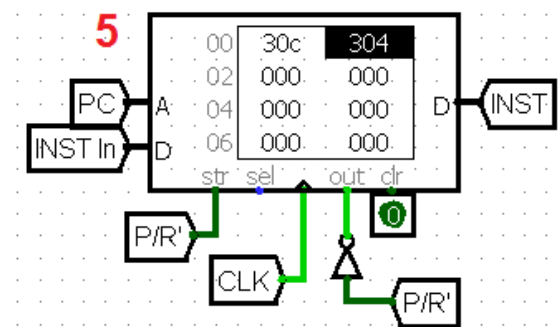 5
00 30c 304
02 000 000
PC A 04 000 000 D INST
INST In D 06 000 000
str sel out clr
0
P/R'
CLK
P/R'